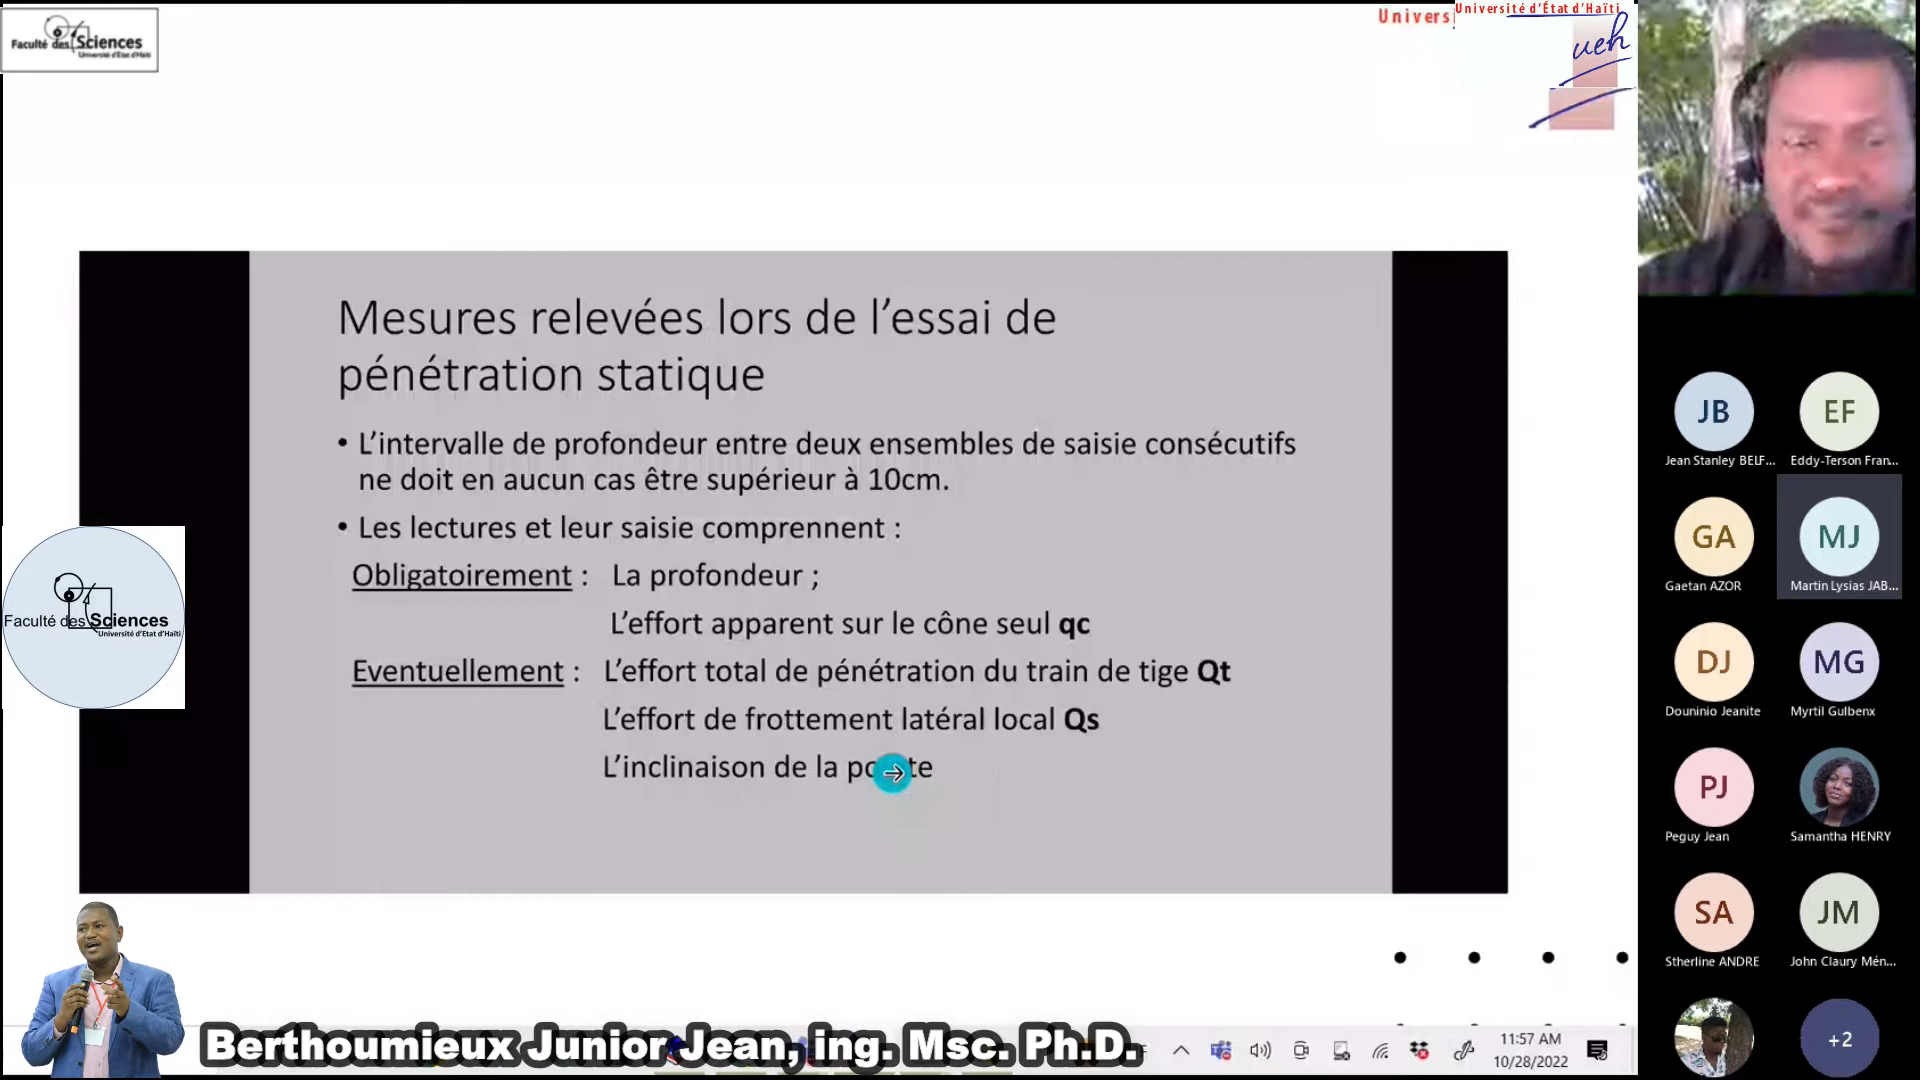 Faculté des Sciences
Université d'Etat d'Haïti
Univers
Université d'État d'Haïti
ueh
Mesures relevées lors de l'essai de
pénétration statique
• L'intervalle de profondeur entre deux ensembles de saisie consécutifs
ne doit en aucun cas être supérieur à 10cm.
• Les lectures et leur saisie comprennent :
Obligatoirement : La profondeur ;
L'effort apparent sur le cône seul qc
Eventuellement : L'effort total de pénétration du train de tige Qt
L'effort de frottement latéral local Qs
L'inclinaison de la
Faculté des Sciences
Université d'Etat d'Haïti
Berthoumieux Junior Jean, ing. Msc. Ph.D.
11:57 AM
10/28/2022
JB
EF
Jean Stanley BELF...
Eddy-Terson Fran...
GA
MJ
Gaetan AZOR
Martin Lysias JAB...
DJ
MG
Douninio Jeanite
Myrtil Gulbenx
PJ
Peguy Jean
Samantha HENRY
SA
JM
Stherline ANDRE
John Claury Mén...
+2